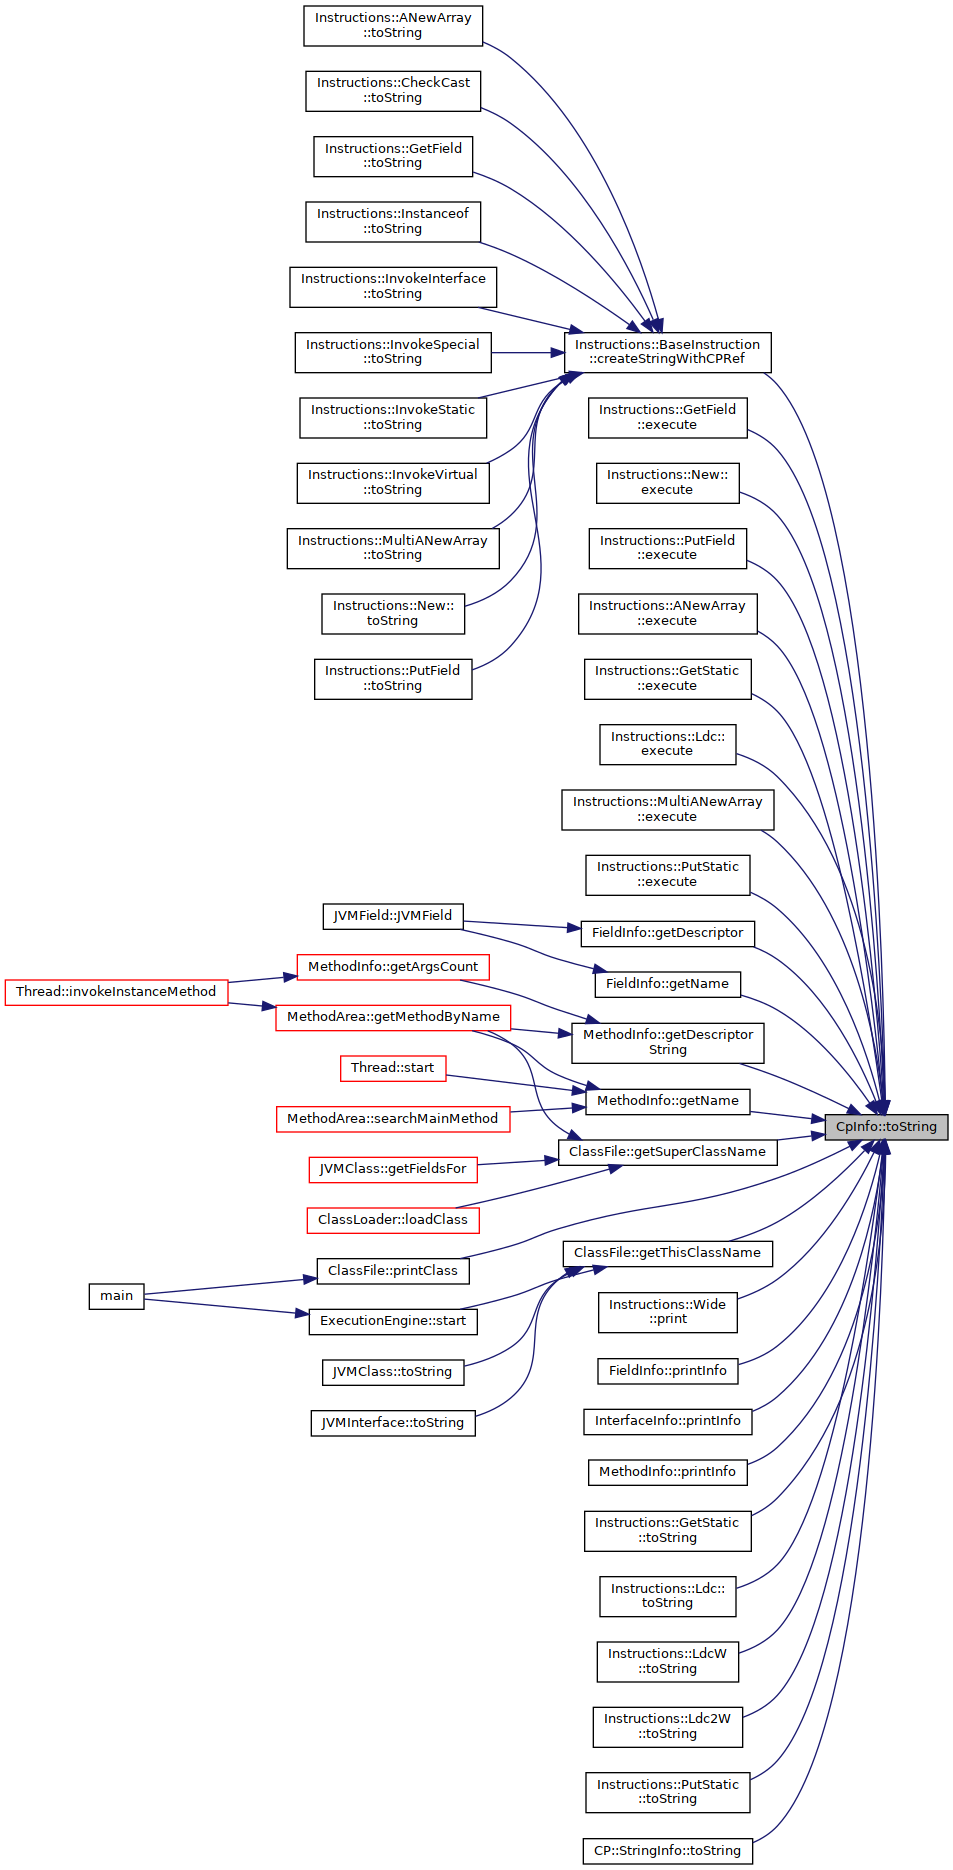 Instructions::ANewArray
::toString
Instructions::CheckCast
::toString
Instructions::GetField
::toString
Instructions::Instanceof
::toString
Instructions::InvokeInterface
::toString
Instructions::InvokeSpecial
::toString
Instructions::InvokeStatic
::toString
Instructions::InvokeVirtual
::toString
Instructions::MultiANewArray
::toString
Instructions::New::
toString
Instructions::PutField
::toString
Instructions::BaseInstruction
::createStringWithCPRef
Instructions::GetField
::execute
Instructions::New::
execute
Instructions::PutField
::execute
Instructions::ANewArray
::execute
Instructions::GetStatic
::execute
Instructions::Ldc::
execute
Instructions::MultiANewArray
::execute
Instructions::PutStatic
::execute
JVMField::JVMField
FieldInfo::getDescriptor
FieldInfo::getName
MethodInfo::getArgsCount
Thread::invokeInstanceMethod
MethodArea::getMethodByName
MethodInfo::getDescriptor
String
Thread::start
MethodInfo::getName
MethodArea::searchMainMethod
CpInfo::toString
ClassFile::getSuperClassName
JVMClass::getFieldsFor
ClassLoader::loadClass
ClassFile::getThisClassName
ClassFile::printClass
main
ExecutionEngine::start
JVMClass::toString
JVMInterface::toString
Instructions::Wide
::print
FieldInfo::printInfo
InterfaceInfo::printInfo
MethodInfo::printInfo
Instructions::GetStatic
::toString
Instructions::Ldc::
toString
Instructions::LdcW
::toString
Instructions::Ldc2W
::toString
Instructions::PutStatic
::toString
CP::StringInfo::toString